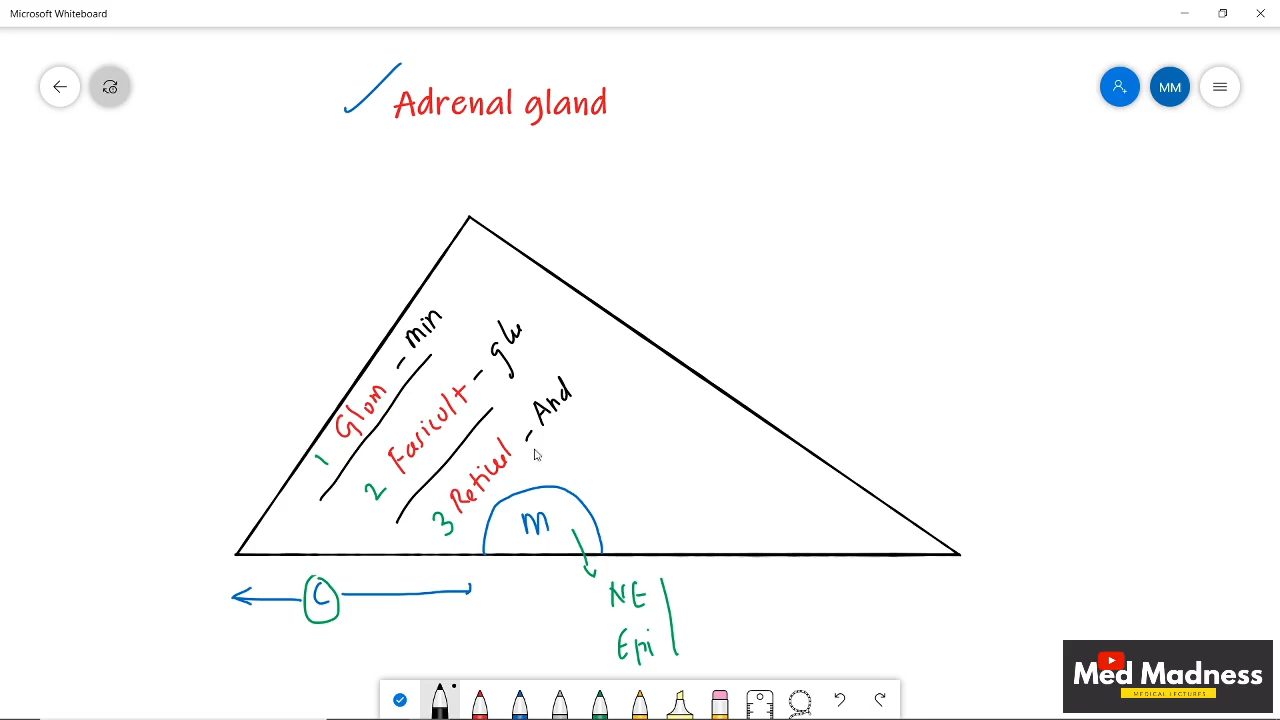 Microsoft Whiteboard
MM
Adrenal gland
1 Glom - min
2 Fasicult - glu
3 Reticul - And
M
C
NE
Epi
Med Madness
MEDICAL LECTURES